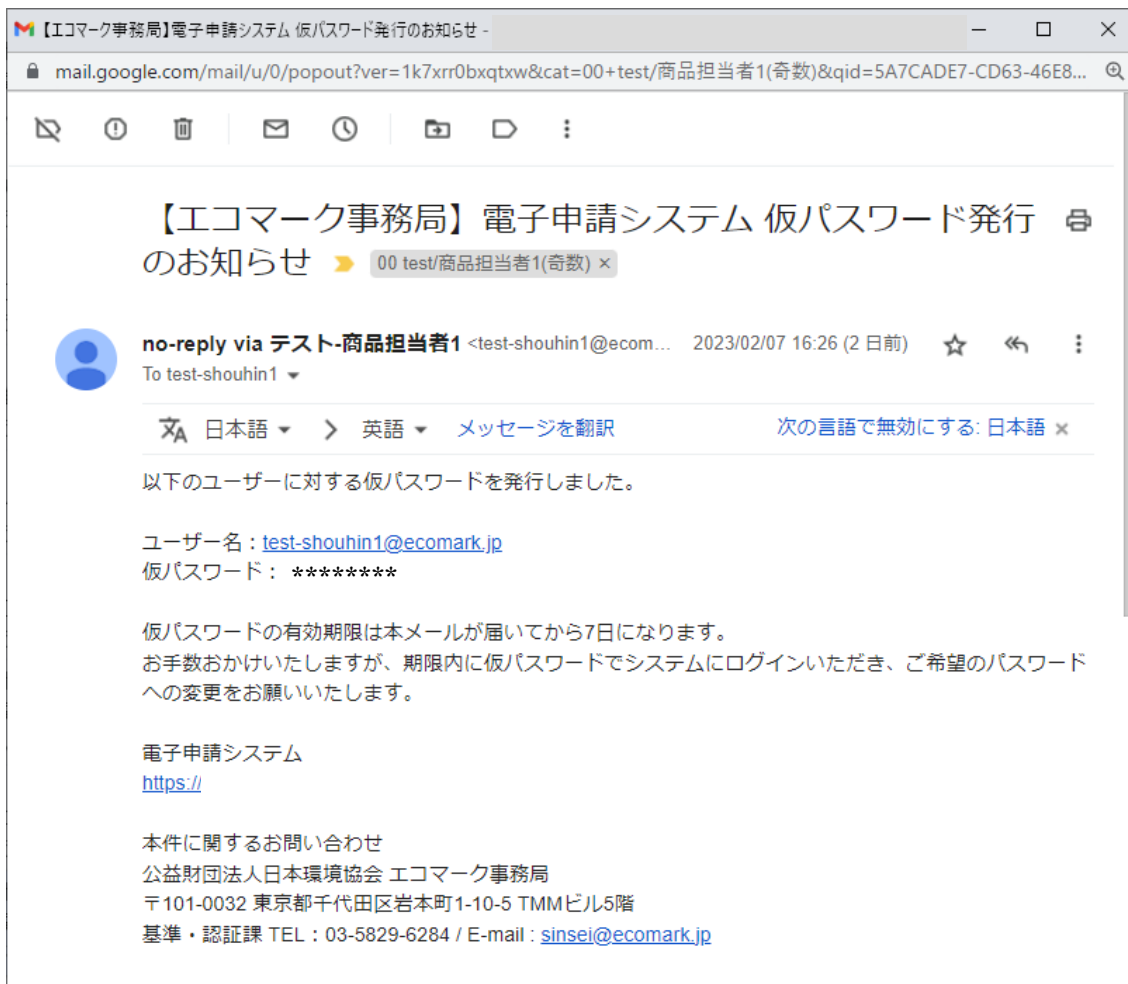 【エコマーク事務局】電子申請システム 仮パスワード発行のお知らせ -
mail.google.com/mail/u/0/popout?ver=1k7xrr0bxqtxw&cat=00+test/商品担当者1(奇数)&qid=5A7CADE7-CD63-46E8...
【エコマーク事務局】電子申請システム 仮パスワード発行
のお知らせ 00 test/商品担当者1(奇数) ×
no-reply via テスト-商品担当者1 <test-shouhin1@ecom... 2023/02/07 16:26 (2 日前)
To test-shouhin1
日本語 > 英語 メッセージを翻訳 次の言語で無効にする: 日本語 ×
以下のユーザーに対する仮パスワードを発行しました。
ユーザー名：test-shouhin1@ecomark.jp
仮パスワード： ********
仮パスワードの有効期限は本メールが届いてから7日になります。
お手数おかけいたしますが、期限内に仮パスワードでシステムにログインいただき、ご希望のパスワード
への変更をお願いいたします。
電子申請システム
https://
本件に関するお問い合わせ
公益財団法人日本環境協会 エコマーク事務局
〒101-0032 東京都千代田区岩本町1-10-5 TMMビル5階
基準・認証課 TEL：03-5829-6284 / E-mail : sinsei@ecomark.jp